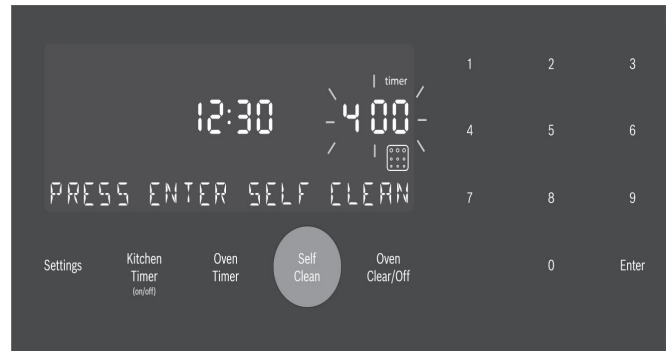 timer
12:30 4 00
PRESS ENTER SELF CLEAN
Settings
Kitchen
Timer
(on/off)
Oven
Timer
Self
Clean
Oven
Clear/Off
1 2 3
4 5 6
7 8 9
0 Enter